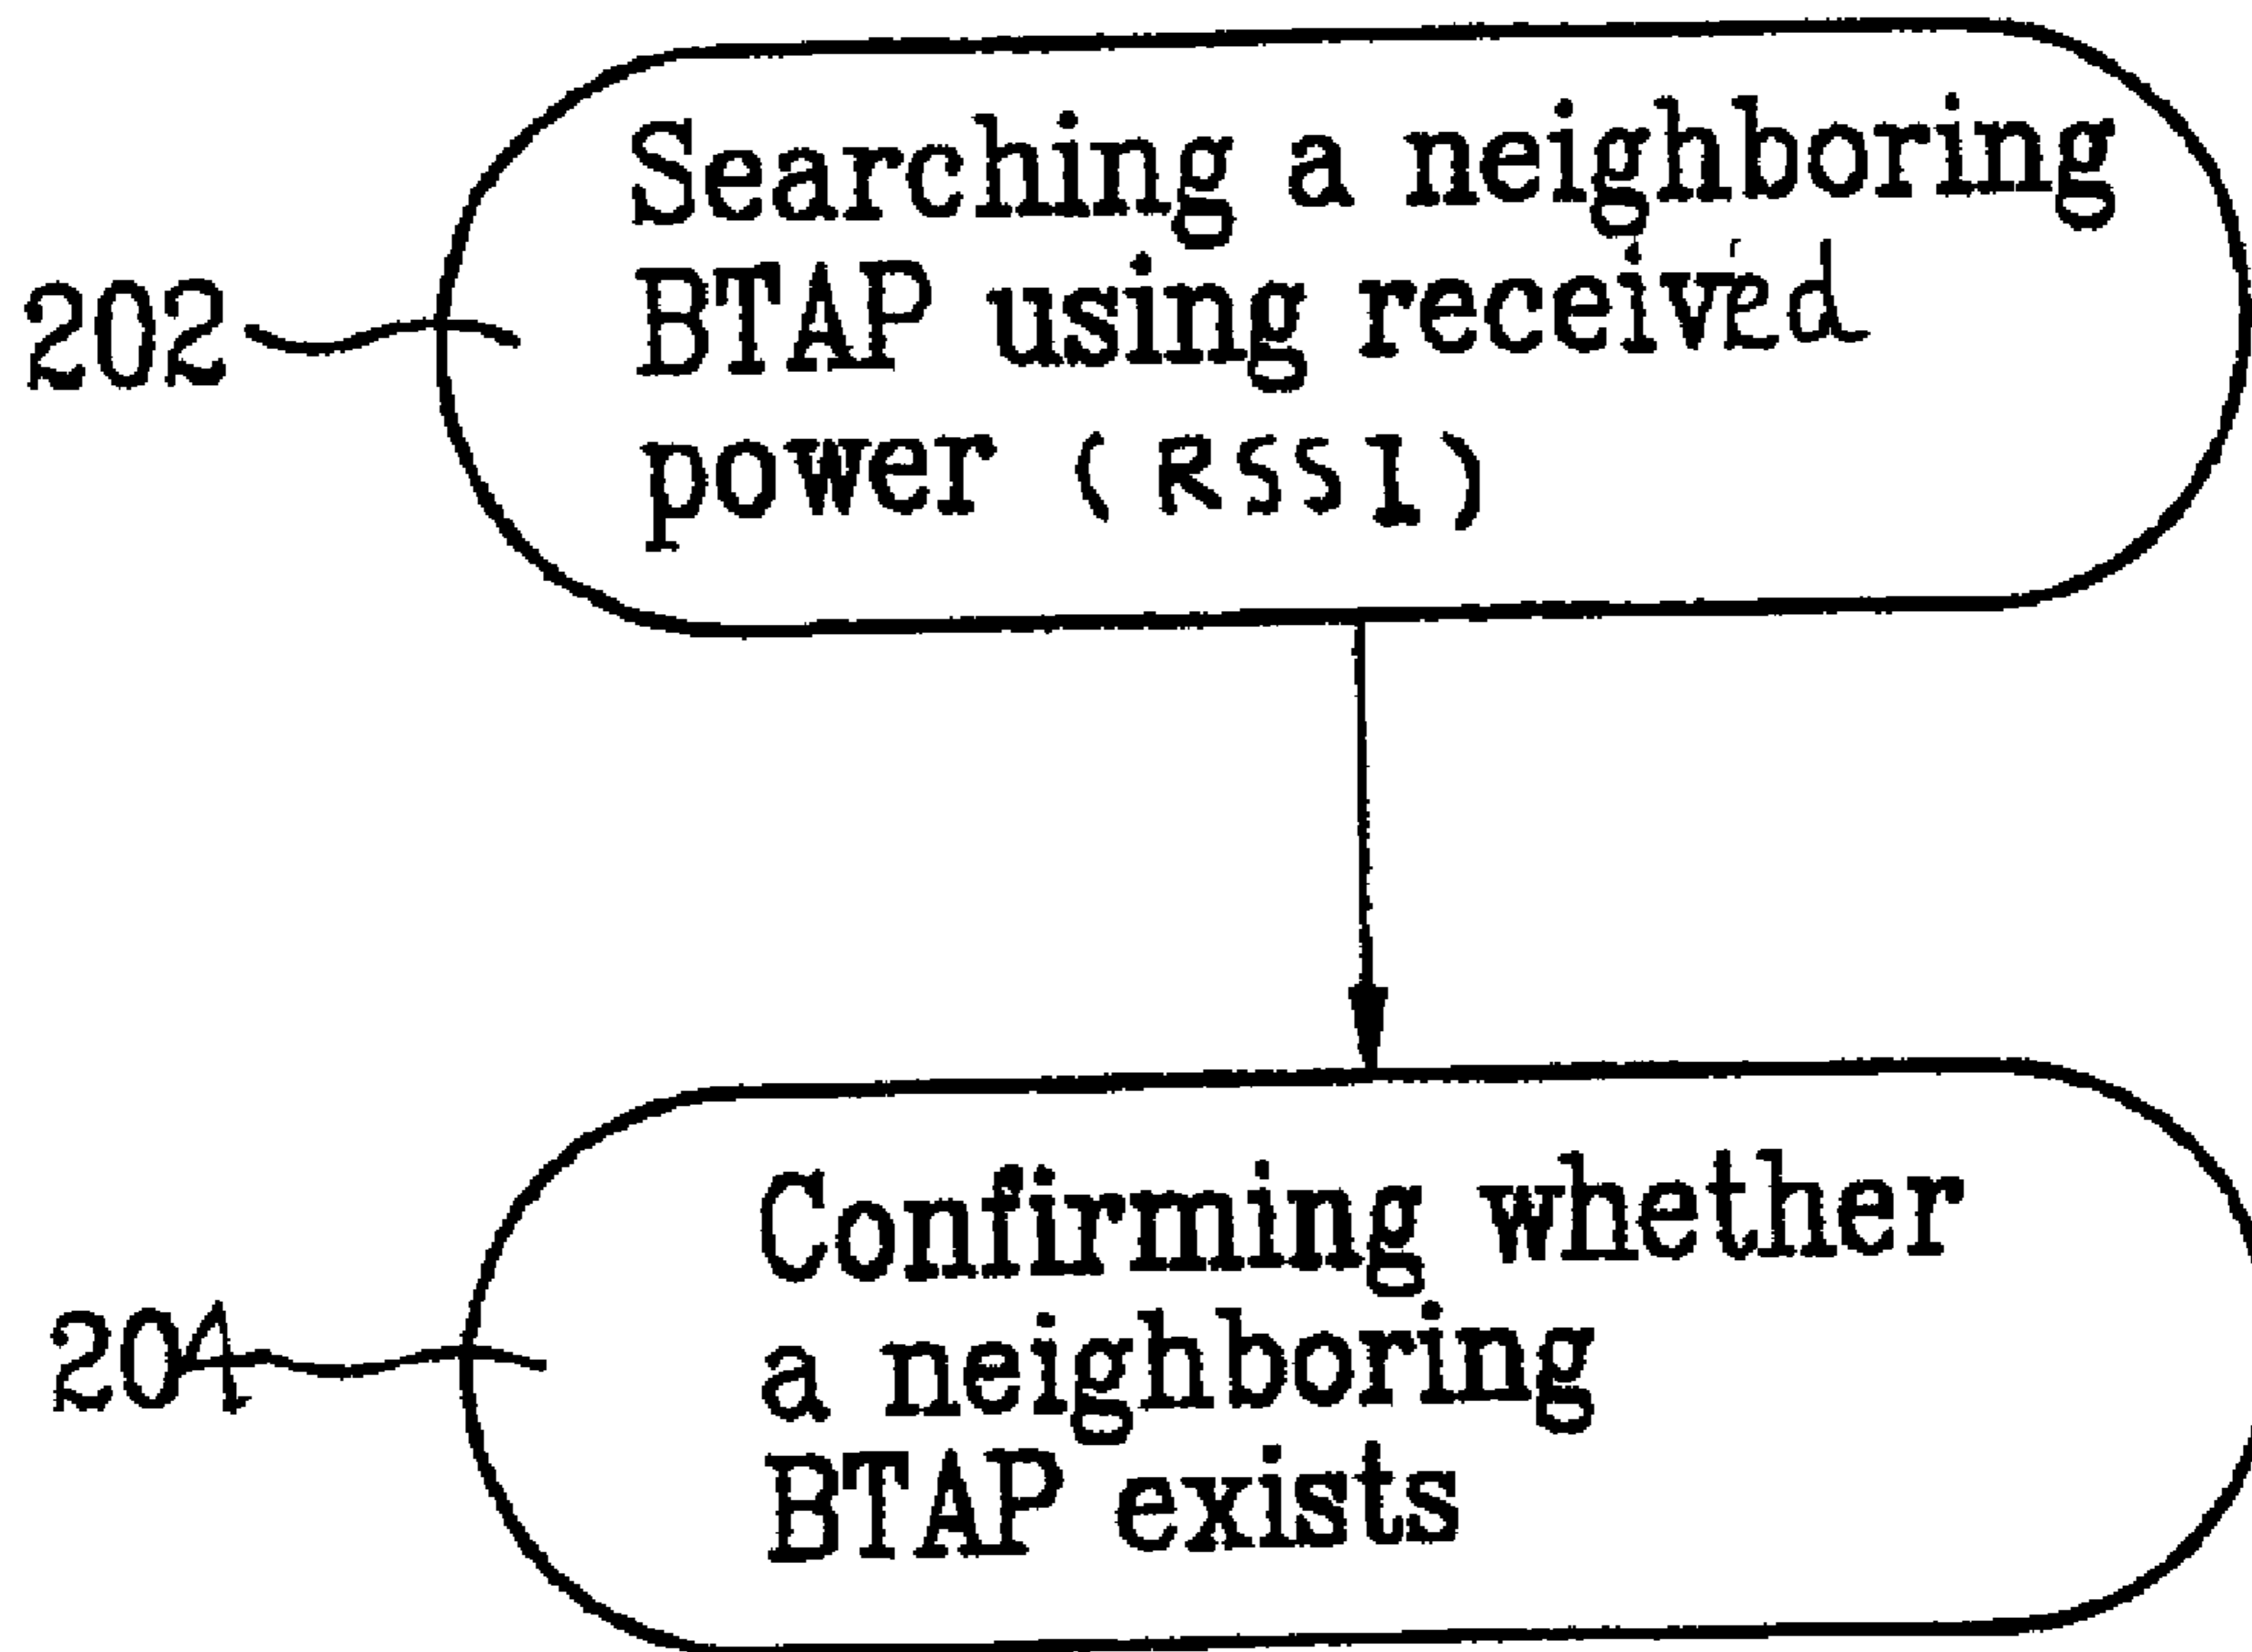 Searching a neighboring
202 BTAP using received
power (RSSI)
Confirming whether
204 a neighboring
BTAP exists